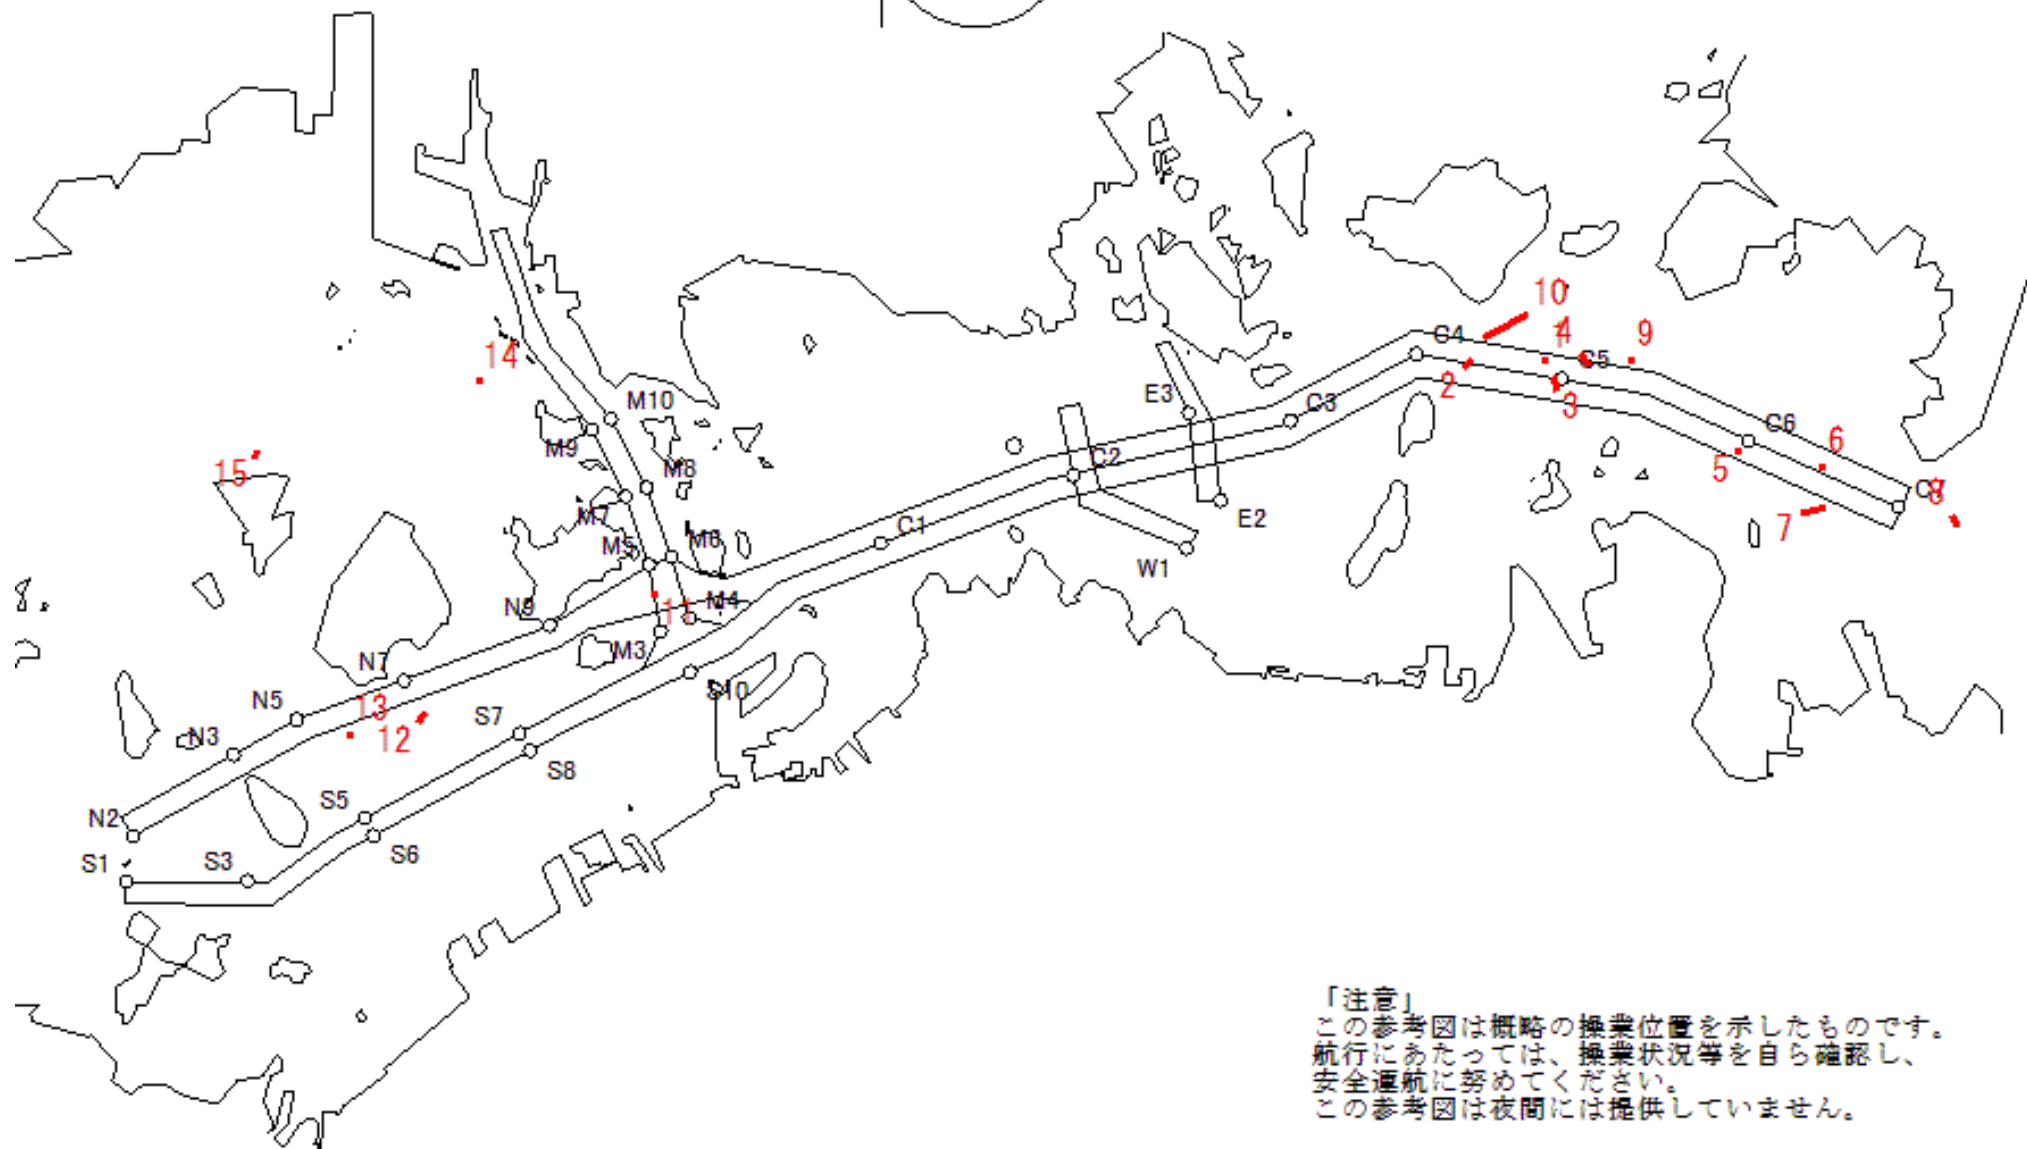 10
C4
1
4
C5
9
14
2
3
M10
E3
C3
C6
6
M9
15
M8
C2
5
C7
8
M7
E2
7
C1
M5
M6
W1
N9
M4
11
M3
N7
S10
N5
13
S7
N3
12
S8
S5
N2
S6
S1
S3
「注意」
この参考図は概略の操業位置を示したものです。
航行にあたっては、操業状況等を自ら確認し、
安全運航に努めてください。
この参考図は夜間には提供していません。